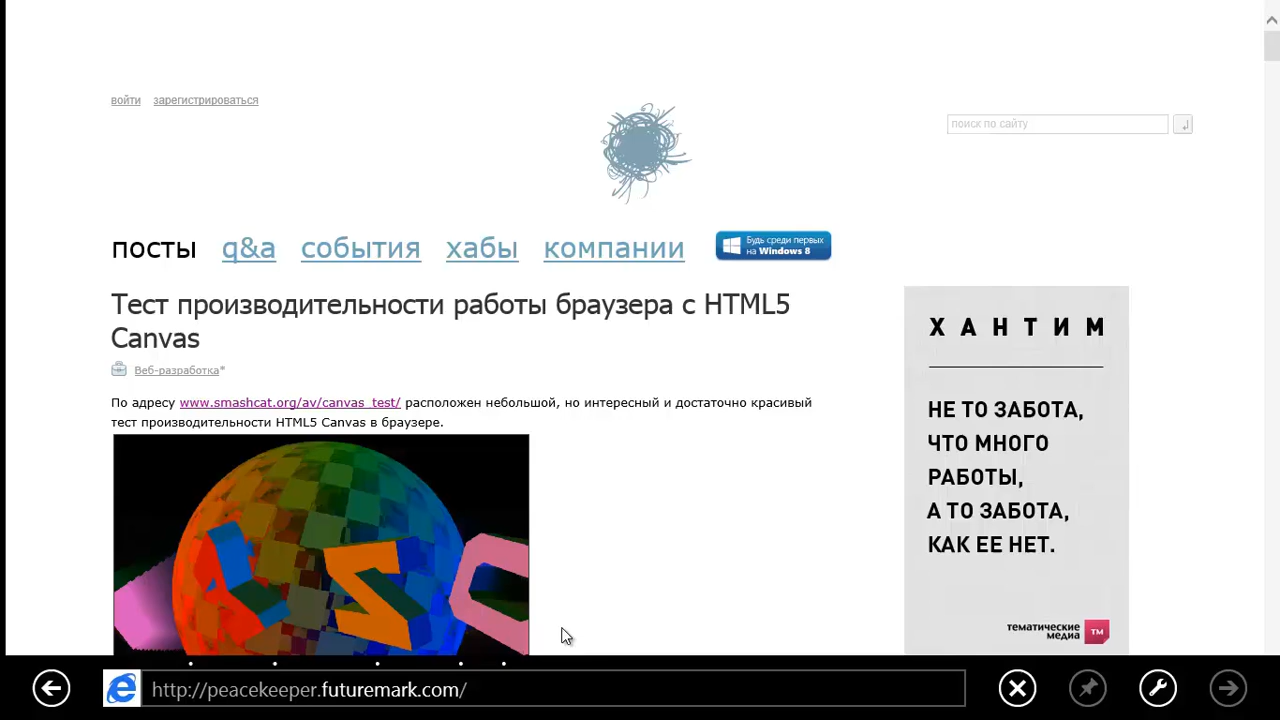 войти зарегистрироваться
поиск по сайту
посты q&a события хабы компании
Будь среди первых
на Windows 8
Тест производительности работы браузера с HTML5
Canvas
Веб-разработка*
По адресу www.smashcat.org/av/canvas_test/ расположен небольшой, но интересный и достаточно красивый
тест производительности HTML5 Canvas в браузере.
ХАНТИМ
НЕ ТО ЗАБОТА,
ЧТО МНОГО
РАБОТЫ,
А ТО ЗАБОТА,
КАК ЕЕ НЕТ.
тематические
медиа
ТМ
http://peacekeeper.futuremark.com/